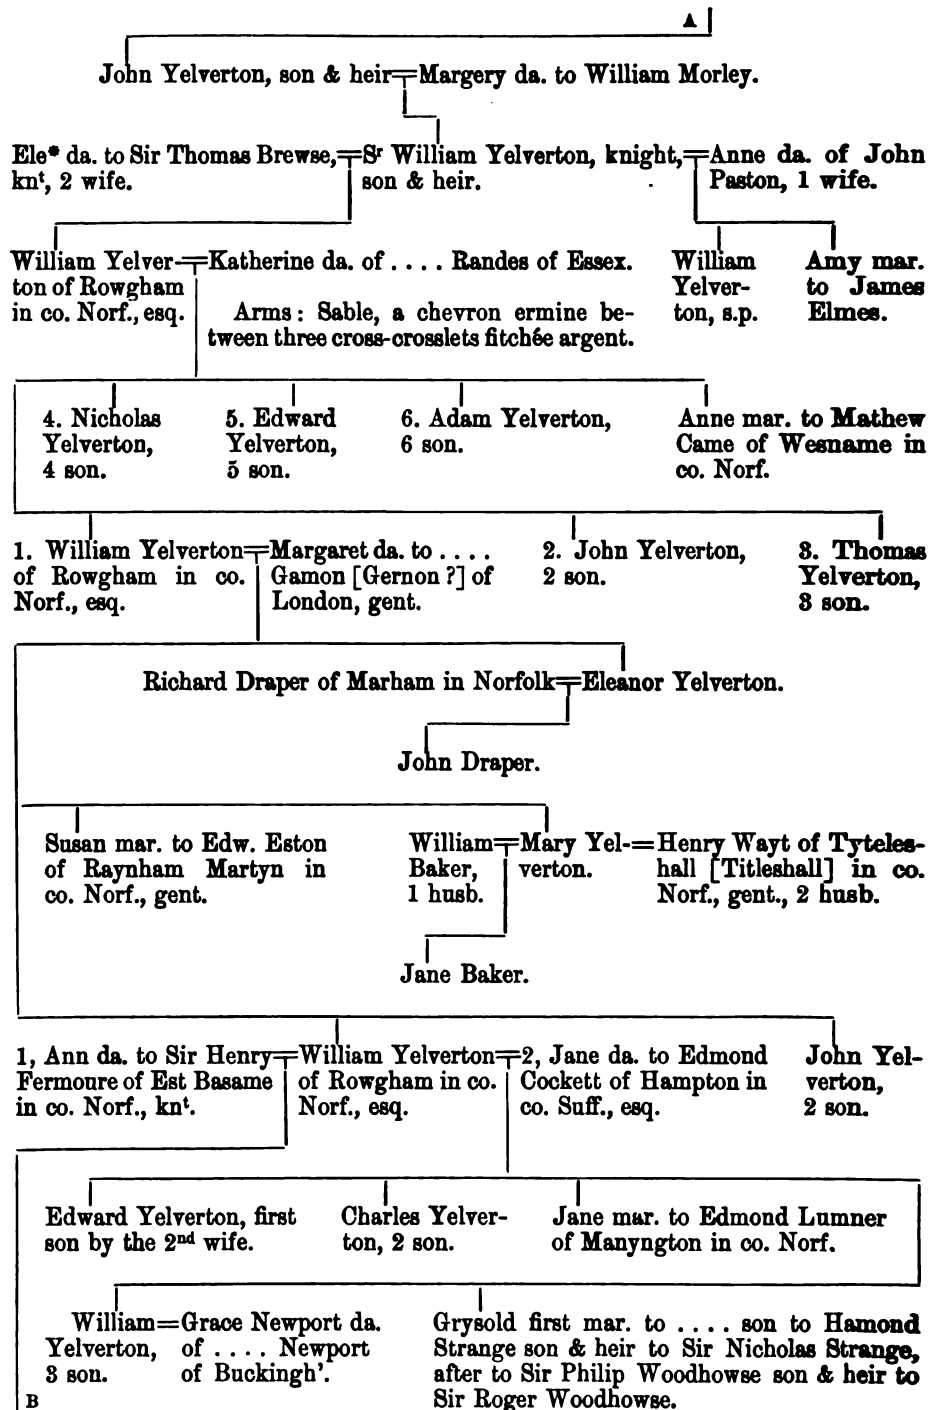 A
John Yelverton, son & heir=Margery da. to William Morley.
Ele* da. to Sir Thomas Brewse,=Sʳ William Yelverton, knight,=Anne da. of John
knᵗ, 2 wife. son & heir. Paston, 1 wife.
William Yelver-=Katherine da. of . . . . Randes of Essex. William Amy mar.
ton of Rowgham Yelver- to James
in co. Norf., esq. Arms: Sable, a chevron ermine be- ton, s.p. Elmes.
tween three cross-crosslets fitchée argent.
4. Nicholas 5. Edward 6. Adam Yelverton, Anne mar. to Mathew
Yelverton, Yelverton, 6 son. Came of Wesname in
4 son. 5 son. co. Norf.
1. William Yelverton=Margaret da. to . . . . 2. John Yelverton, 3. Thomas
of Rowgham in co. Gamon [Gernon ?] of 2 son. Yelverton,
Norf., esq. London, gent. 3 son.
Richard Draper of Marham in Norfolk=Eleanor Yelverton.
John Draper.
Susan mar. to Edw. Eston William=Mary Yel-=Henry Wayt of Tyteles-
of Raynham Martyn in Baker, verton. hall [Titleshall] in co.
co. Norf., gent. 1 husb. Norf., gent., 2 husb.
Jane Baker.
1, Ann da. to Sir Henry=William Yelverton=2, Jane da. to Edmond John Yel-
Fermoure of Est Basame of Rowgham in co. Cockett of Hampton in verton,
in co. Norf., knᵗ. Norf., esq. co. Suff., esq. 2 son.
Edward Yelverton, first Charles Yelver- Jane mar. to Edmond Lumner
son by the 2ⁿᵈ wife. ton, 2 son. of Manyngton in co. Norf.
William=Grace Newport da. Grysold first mar. to . . . . son to Hamond
Yelverton, of . . . . Newport Strange son & heir to Sir Nicholas Strange,
3 son. of Buckingh'. after to Sir Philip Woodhowse son & heir to
B Sir Roger Woodhowse.